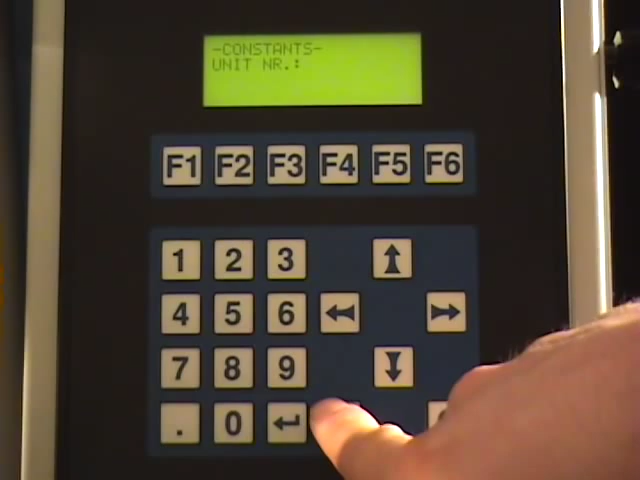 -CONSTANTS-
UNIT NR.:
F1 F2 F3 F4 F5 F6
1 2 3
4 5 6
7 8 9
. 0